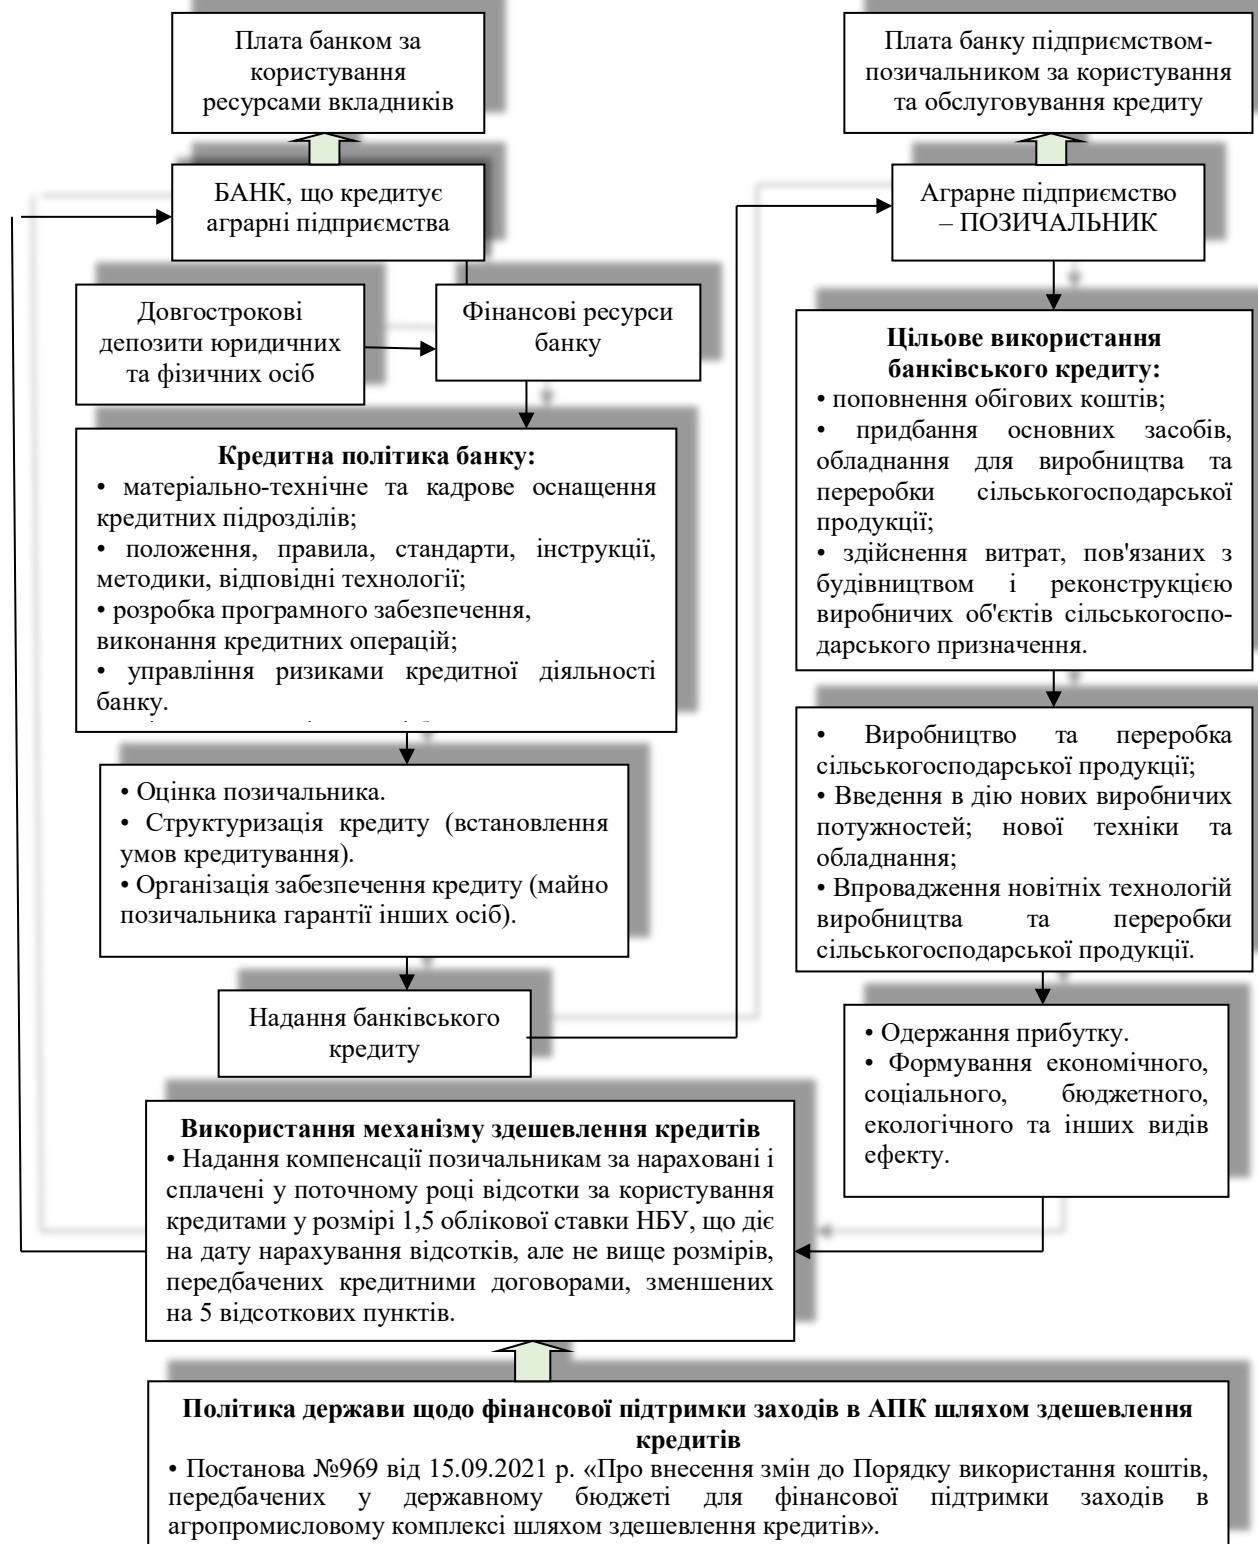 Плата банком за
користування
ресурсами вкладників
Плата банку підприємством-
позичальником за користування
та обслуговування кредиту
БАНК, що кредитує
аграрні підприємства
Аграрне підприємство
– ПОЗИЧАЛЬНИК
Довгострокові
депозити юридичних
та фізичних осіб
Фінансові ресурси
банку
Цільове використання
банківського кредиту:
• поповнення обігових коштів;
• придбання основних засобів,
обладнання для виробництва та
переробки сільськогосподарської
продукції;
• здійснення витрат, пов'язаних з
будівництвом і реконструкцією
виробничих об'єктів сільськогоспо-
дарського призначення.
Кредитна політика банку:
• матеріально-технічне та кадрове оснащення
кредитних підрозділів;
• положення, правила, стандарти, інструкції,
методики, відповідні технології;
• розробка програмного забезпечення,
виконання кредитних операцій;
• управління ризиками кредитної діяльності
банку.
• Виробництво та переробка
сільськогосподарської продукції;
• Введення в дію нових виробничих
потужностей; нової техніки та
обладнання;
• Впровадження новітніх технологій
виробництва та переробки
сільськогосподарської продукції.
• Оцінка позичальника.
• Структуризація кредиту (встановлення
умов кредитування).
• Організація забезпечення кредиту (майно
позичальника гарантії інших осіб).
Надання банківського
кредиту
• Одержання прибутку.
• Формування економічного,
соціального, бюджетного,
екологічного та інших видів
ефекту.
Використання механізму здешевлення кредитів
• Надання компенсації позичальникам за нараховані і
сплачені у поточному році відсотки за користування
кредитами у розмірі 1,5 облікової ставки НБУ, що діє
на дату нарахування відсотків, але не вище розмірів,
передбачених кредитними договорами, зменшених
на 5 відсоткових пунктів.
Політика держави щодо фінансової підтримки заходів в АПК шляхом здешевлення
кредитів
• Постанова №969 від 15.09.2021 р. «Про внесення змін до Порядку використання коштів,
передбачених у державному бюджеті для фінансової підтримки заходів в
агропромисловому комплексі шляхом здешевлення кредитів».